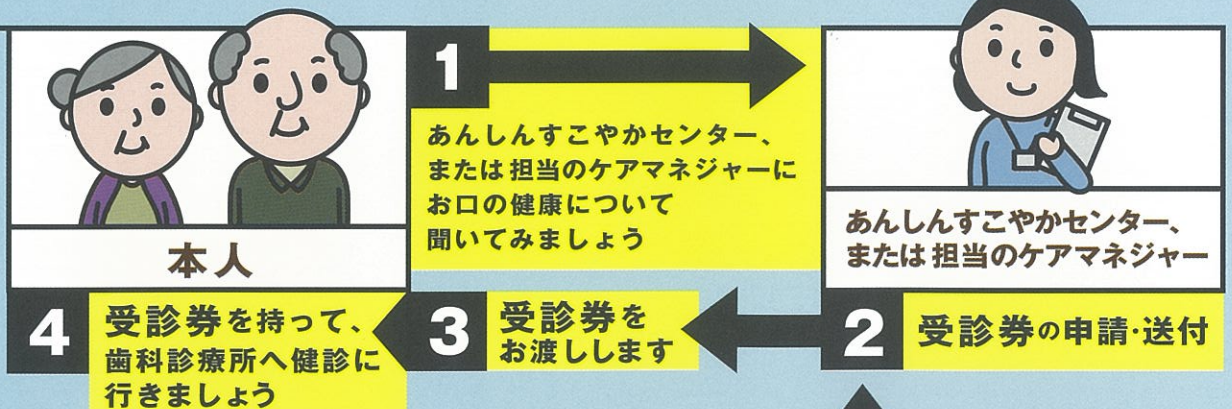 本人
1
あんしんすこやかセンター、
または担当のケアマネジャーに
お口の健康について
聞いてみましょう
あんしんすこやかセンター、
または担当のケアマネジャー
2
受診券の申請・送付
3
受診券を
お渡しします
4
受診券を持って、
歯科診療所へ健診に
行きましょう